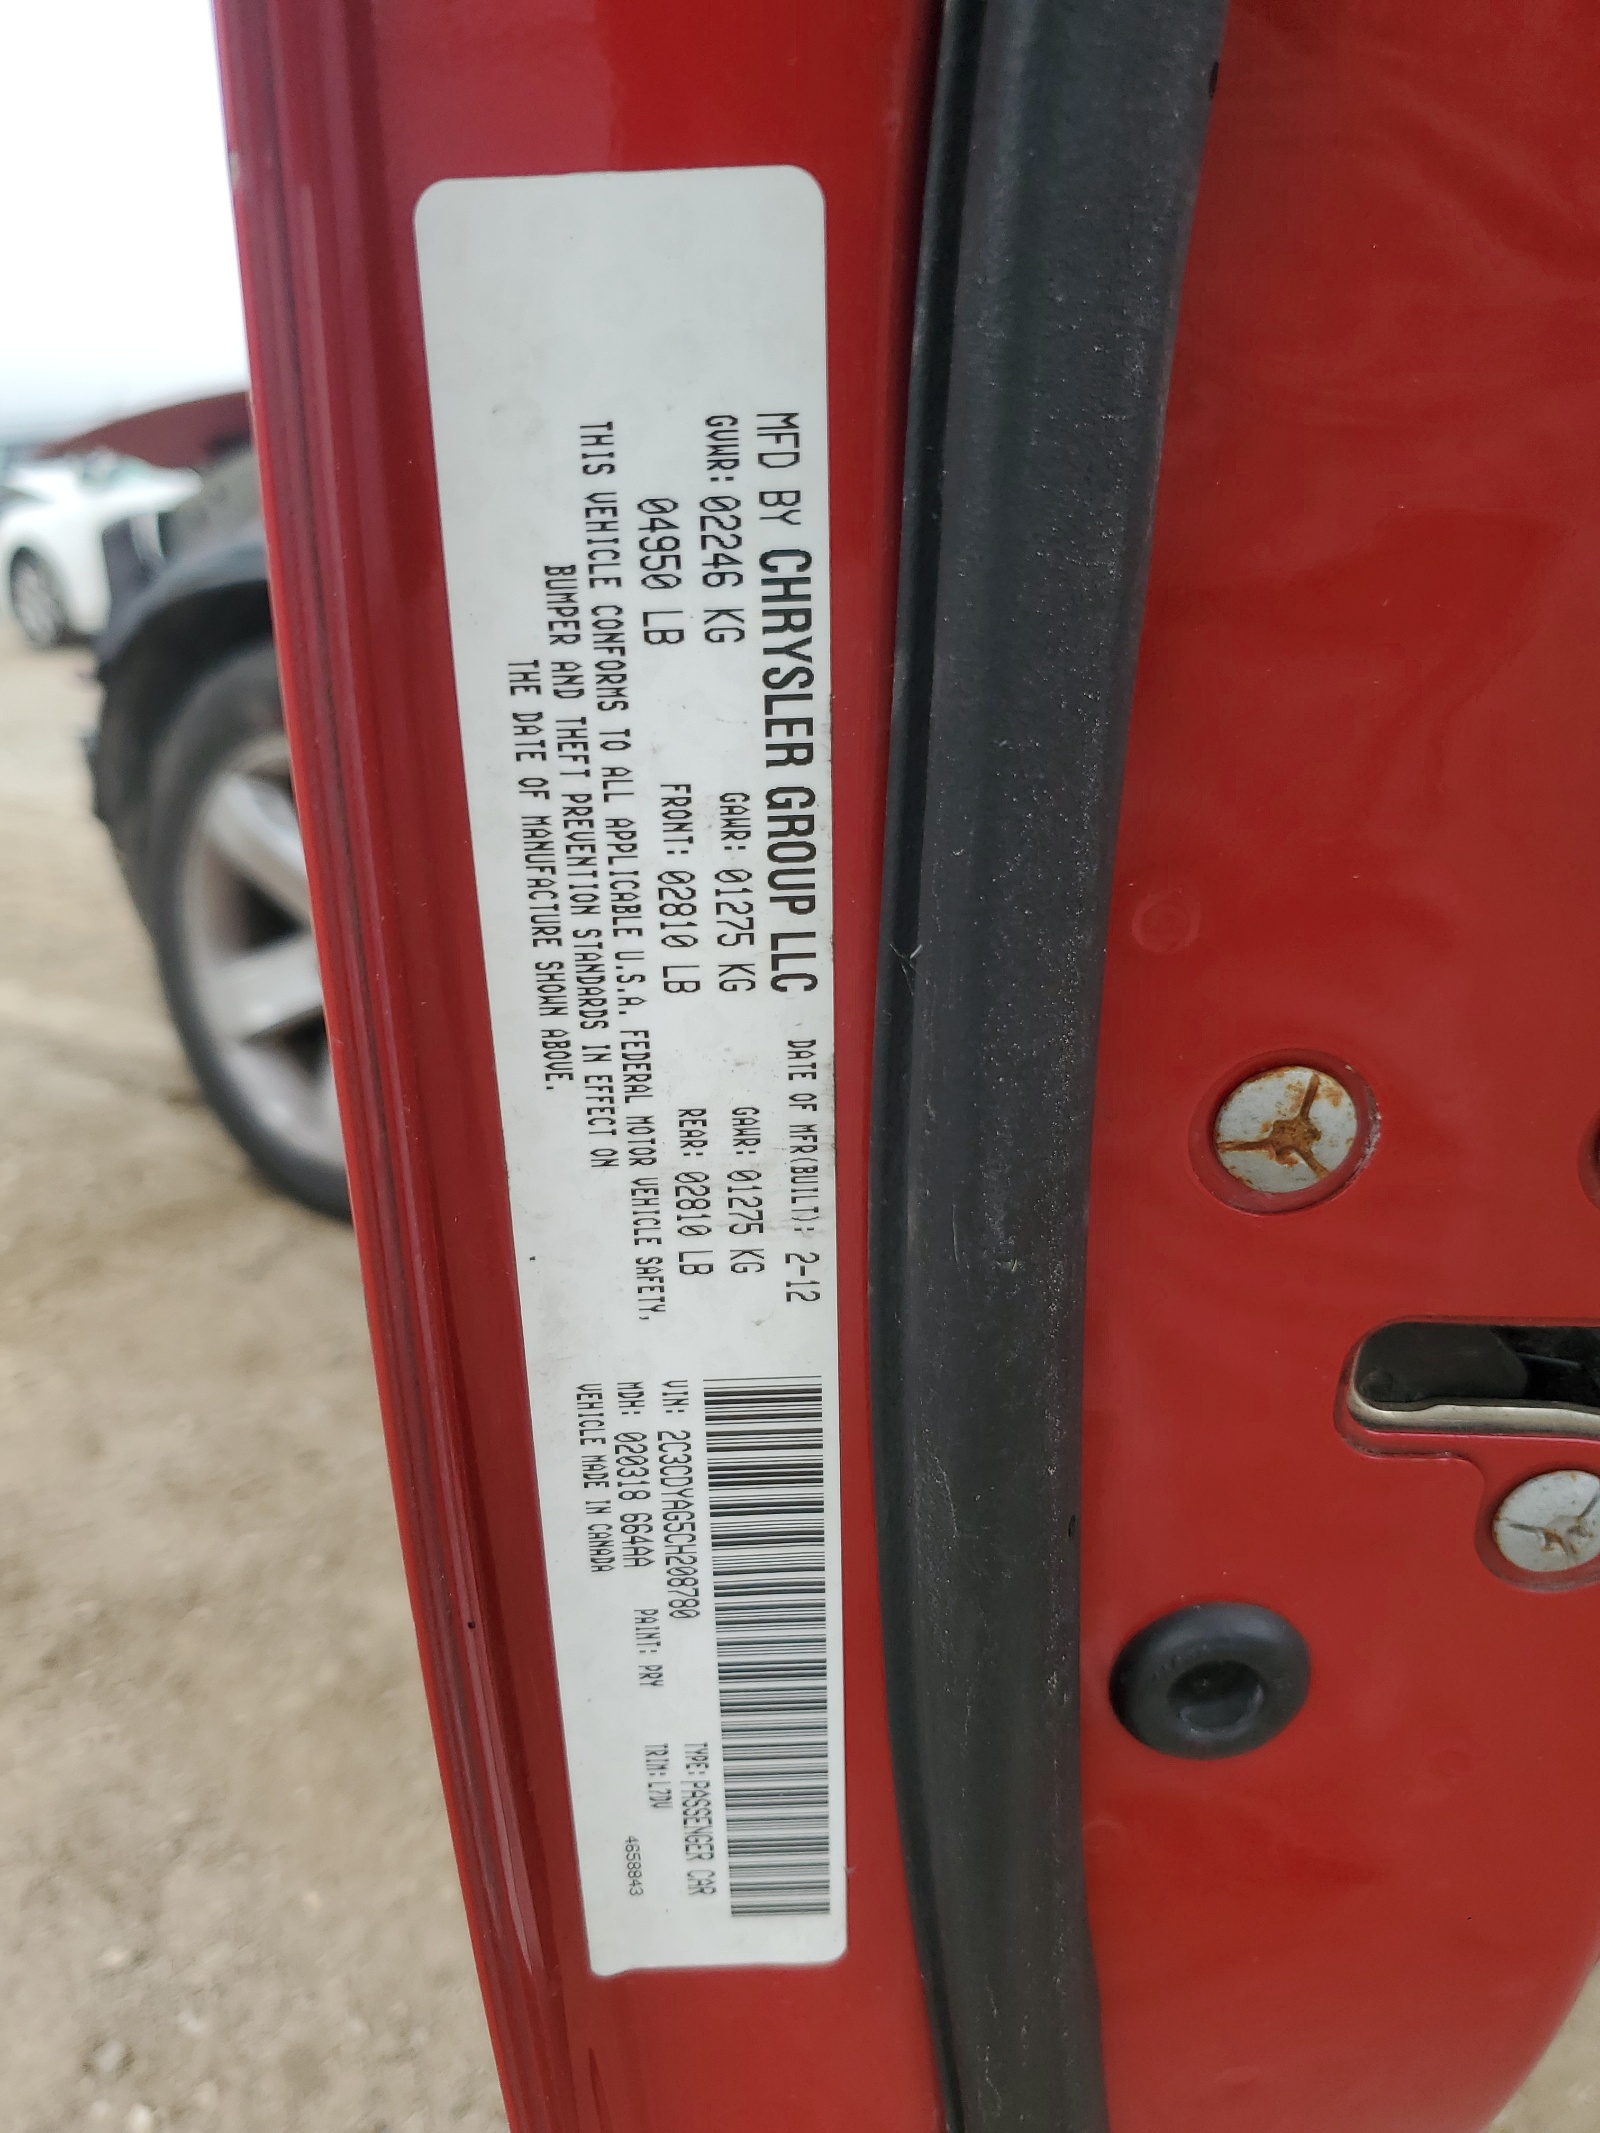 MFD BY CHRYSLER GROUP LLC DATE OF MFR(BUILT): 2-12
GVWR: 02246 KG GAWR: 01275 KG GAWR: 01275 KG
04950 LB FRONT: 02810 LB REAR: 02810 LB
THIS VEHICLE CONFORMS TO ALL APPLICABLE U.S.A. FEDERAL MOTOR VEHICLE SAFETY,
BUMPER AND THEFT PREVENTION STANDARDS IN EFFECT ON
THE DATE OF MANUFACTURE SHOWN ABOVE.
VIN: 2C3CDYAG5CH208780 TYPE: PASSENGER CAR
MDH: 020318 664AA PAINT: PRY TRIM: L7DV
VEHICLE MADE IN CANADA 4658843